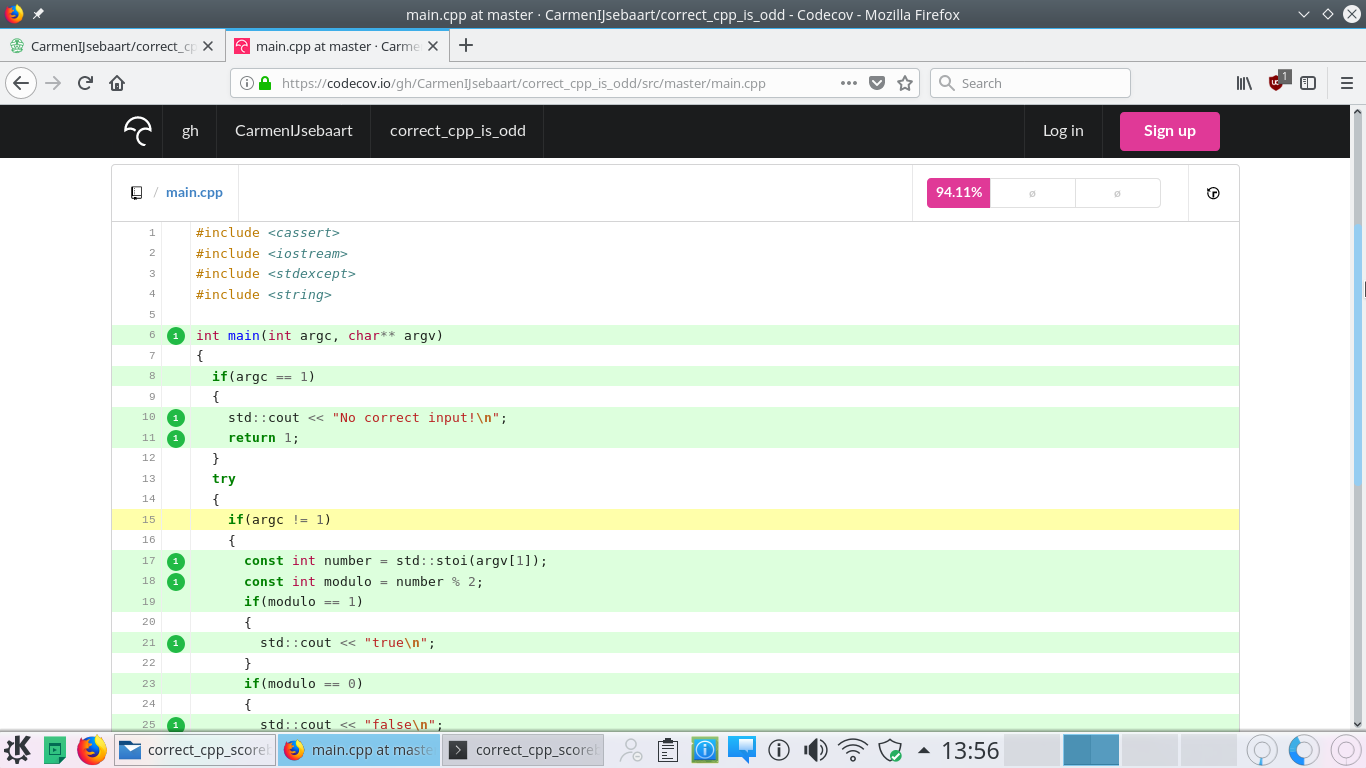 main.cpp at master · CarmenIJsebaart/correct_cpp_is_odd - Codecov - Mozilla Firefox
CarmenIJsebaart/correct_cp
main.cpp at master · Carme
https://codecov.io/gh/CarmenIJsebaart/correct_cpp_is_odd/src/master/main.cpp
Search
1
gh
CarmenIJsebaart
correct_cpp_is_odd
Log in
Sign up
/ main.cpp
94.11%
ø
ø
1 #include <cassert>
2 #include <iostream>
3 #include <stdexcept>
4 #include <string>
5
6 1 int main(int argc, char** argv)
7 {
8 if(argc == 1)
9 {
10 1 std::cout << "No correct input!\n";
11 1 return 1;
12 }
13 try
14 {
15 if(argc != 1)
16 {
17 1 const int number = std::stoi(argv[1]);
18 1 const int modulo = number % 2;
19 if(modulo == 1)
20 {
21 1 std::cout << "true\n";
22 }
23 if(modulo == 0)
24 {
25 1 std::cout << "false\n";
correct_cpp_scoreb
main.cpp at maste
correct_cpp_scoreb
13:56